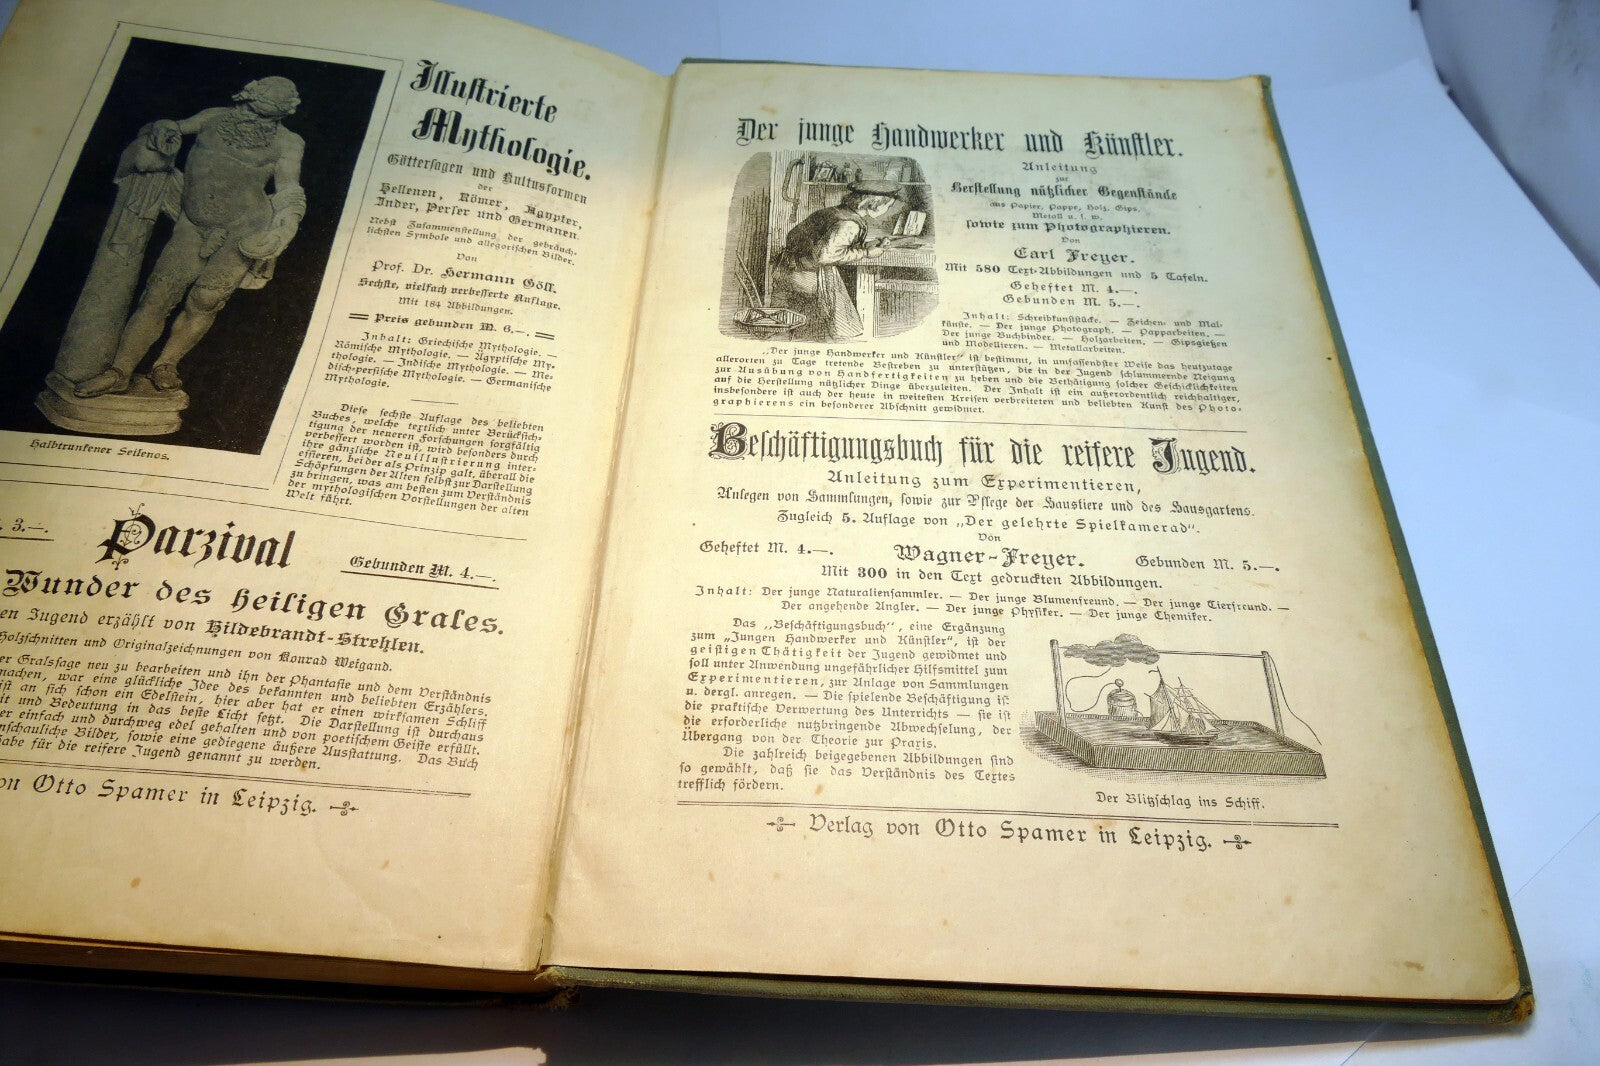 Illustrierte
Mythologie.
Göttersagen und Kultusformen
der
Hellenen, Römer, Ägypter,
Inder, Perser und Germanen.
Nebst Zusammenstellung der gebräuch-
lichsten Symbole und allegorischen Bilder.
Von
Prof. Dr. Hermann Göll.
Sechste, vielfach verbesserte Auflage.
Mit 184 Abbildungen.
Preis gebunden M. 6.—.
Inhalt: Griechische Mythologie. —
Römische Mythologie. — Ägyptische My-
thologie. — Indische Mythologie. — Me-
disch-persische Mythologie. — Germanische
Mythologie.
Diese sechste Auflage des beliebten
Buches, welche textlich unter Berücksich-
tigung der neueren Forschungen sorgfältig
verbessert worden ist, wird besonders durch
ihre gänzliche Neuillustrierung inter-
essieren, bei der als Prinzip galt, überall die
Schöpfungen der Alten selbst zur Darstellung
zu bringen, was am besten zum Verständnis
der mythologischen Vorstellungen der alten
Welt führt.
Halbtrunkener Seilenos.
3.—.
Parzival
Gebunden M. 4.—.
Wunder des heiligen Grales.
en Jugend erzählt von Hildebrandt-Strehlen.
Holzschnitten und Originalzeichnungen von Konrad Weigand.
er Gralssage neu zu bearbeiten und ihn der Phantasie und dem Verständnis
machen, war eine glückliche Idee des bekannten und beliebten Erzählers.
ist an sich schon ein Edelstein, hier aber hat er einen wirksamen Schliff
it und Bedeutung in das beste Licht setzt. Die Darstellung ist durchaus
er einfach und durchweg edel gehalten und von poetischem Geiste erfüllt.
nschauliche Bilder, sowie eine gediegene äußere Ausstattung. Das Buch
abe für die reifere Jugend genannt zu werden.
on Otto Spamer in Leipzig.
Der junge Handwerker und Künstler.
Anleitung
zur
Herstellung nützlicher Gegenstände
aus Papier, Pappe, Holz, Gips,
Metall u. s. w.
sowie zum Photographieren.
Von
Carl Freyer.
Mit 580 Text-Abbildungen und 5 Tafeln.
Geheftet M. 4.—.
Gebunden M. 5.—.
Inhalt: Schreibkunststücke. — Zeichen- und Mal-
künste. — Der junge Photograph. — Papparbeiten. —
Der junge Buchbinder. — Holzarbeiten. — Gipsgießen
und Modellieren. — Metallarbeiten.
„Der junge Handwerker und Künstler“ ist bestimmt, in umfassendster Weise das heutzutage
allerorten zu Tage tretende Bestreben zu unterstützen, die in der Jugend schlummernde Neigung
zur Ausübung von Handfertigkeiten zu heben und die Bethätigung solcher Geschicklichkeiten
auf die Herstellung nützlicher Dinge überzuleiten. Der Inhalt ist ein außerordentlich reichhaltiger,
insbesondere ist auch der heute in weitesten Kreisen verbreiteten und beliebten Kunst des Photo-
graphierens ein besonderer Abschnitt gewidmet.
Beschäftigungsbuch für die reifere Jugend.
Anleitung zum Experimentieren,
Anlegen von Sammlungen, sowie zur Pflege der Haustiere und des Hausgartens.
Zugleich 5. Auflage von „Der gelehrte Spielkamerad“.
Von
Geheftet M. 4.—. Wagner-Freyer. Gebunden M. 5.—.
Mit 300 in den Text gedruckten Abbildungen.
Inhalt: Der junge Naturaliensammler. — Der junge Blumenfreund. — Der junge Tierfreund. —
Der angehende Angler. — Der junge Physiker. — Der junge Chemiker.
Das „Beschäftigungsbuch“, eine Ergänzung
zum „Jungen Handwerker und Künstler“, ist der
geistigen Thätigkeit der Jugend gewidmet und
soll unter Anwendung ungefährlicher Hilfsmittel zum
Experimentieren, zur Anlage von Sammlungen
u. dergl. anregen. — Die spielende Beschäftigung ist
die praktische Verwertung des Unterrichts — sie ist
die erforderliche nutzbringende Abwechselung, der
Übergang von der Theorie zur Praxis.
Die zahlreich beigegebenen Abbildungen sind
so gewählt, daß sie das Verständnis des Textes
trefflich fördern.
Der Blitzschlag ins Schiff.
Verlag von Otto Spamer in Leipzig.